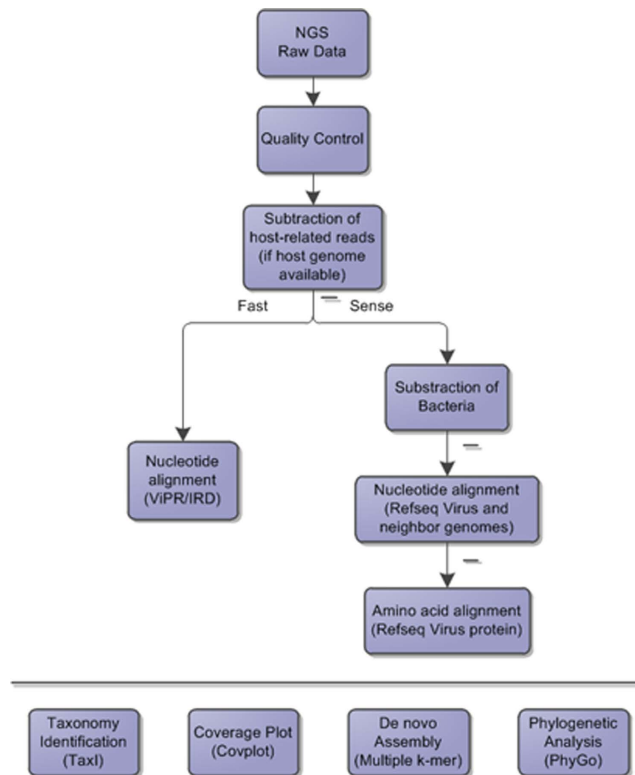 NGS
Raw Data
Quality Control
Subtraction of
host-related reads
(if host genome
available)
Fast
Sense
Substraction of
Bacteria
Nucleotide
alignment
(ViPR/IRD)
Nucleotide alignment
(Refseq Virus and
neighbor genomes)
Amino acid alignment
(Refseq Virus protein)
Taxonomy
Identification
(TaxI)
Coverage Plot
(Covplot)
De novo
Assembly
(Multiple k-mer)
Phylogenetic
Analysis
(PhyGo)